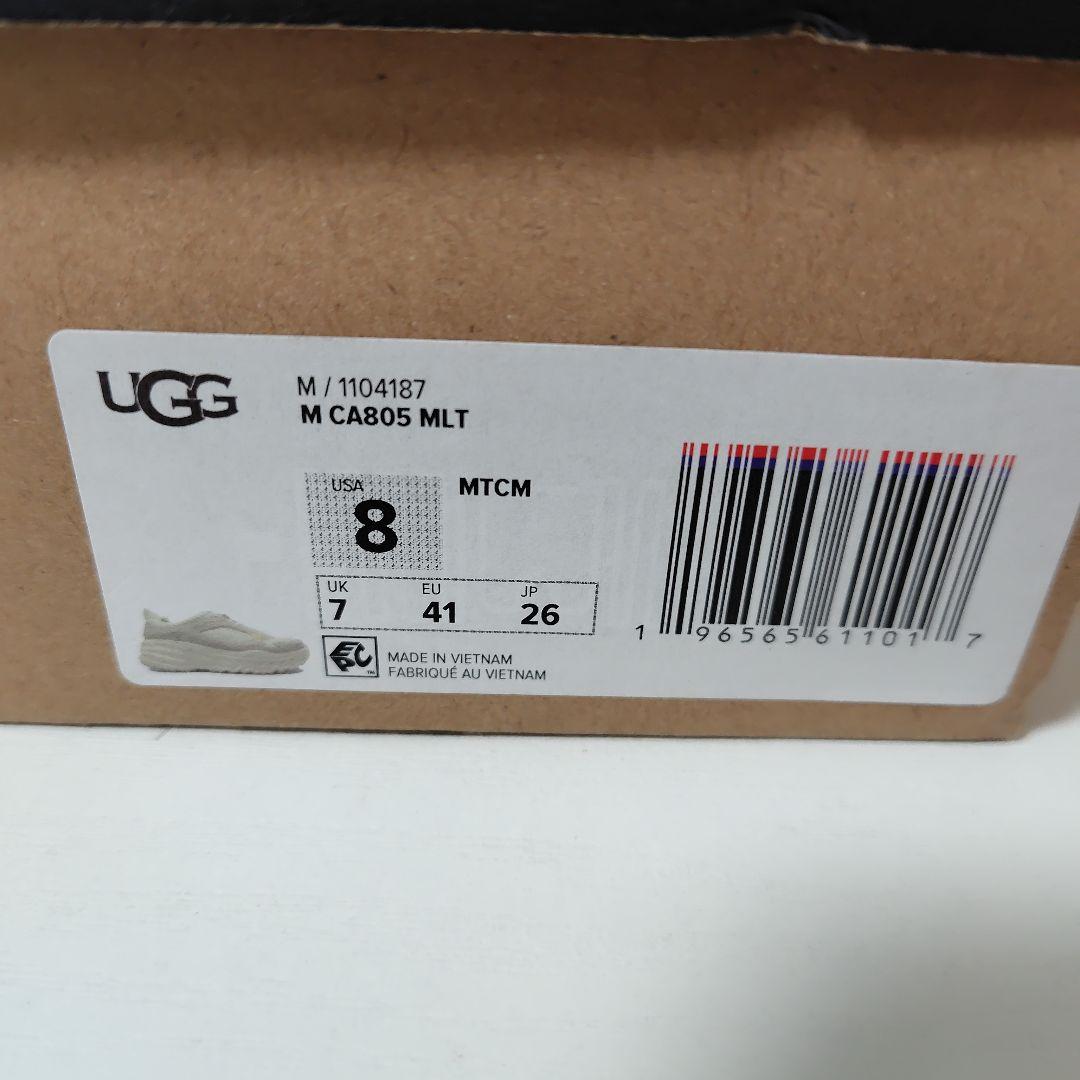 UGG
M / 1104187
M CA805 MLT
USA
8
MTCM
UK EU JP
7 41 26
EPC™
MADE IN VIETNAM
FABRIQUÉ AU VIETNAM
1 96565 61101 7